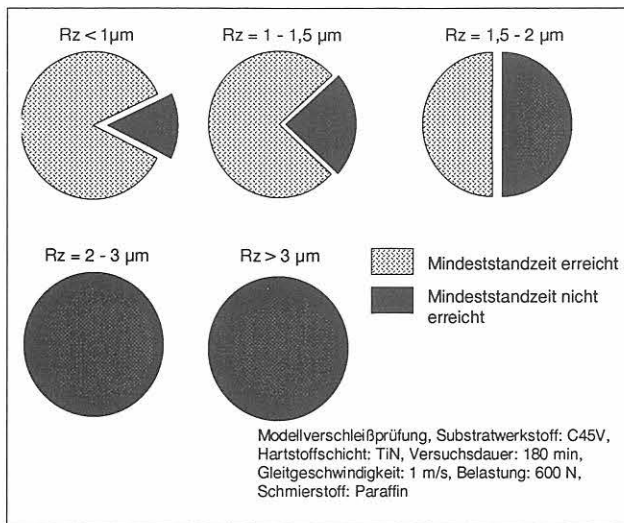 Rz < 1µm
Rz = 1 - 1,5 µm
Rz = 1,5 - 2 µm
Rz = 2 - 3 µm
Rz > 3 µm
Mindeststandzeit erreicht
Mindeststandzeit nicht
erreicht
Modellverschleißprüfung, Substratwerkstoff: C45V,
Hartstoffschicht: TiN, Versuchsdauer: 180 min,
Gleitgeschwindigkeit: 1 m/s, Belastung: 600 N,
Schmierstoff: Paraffin